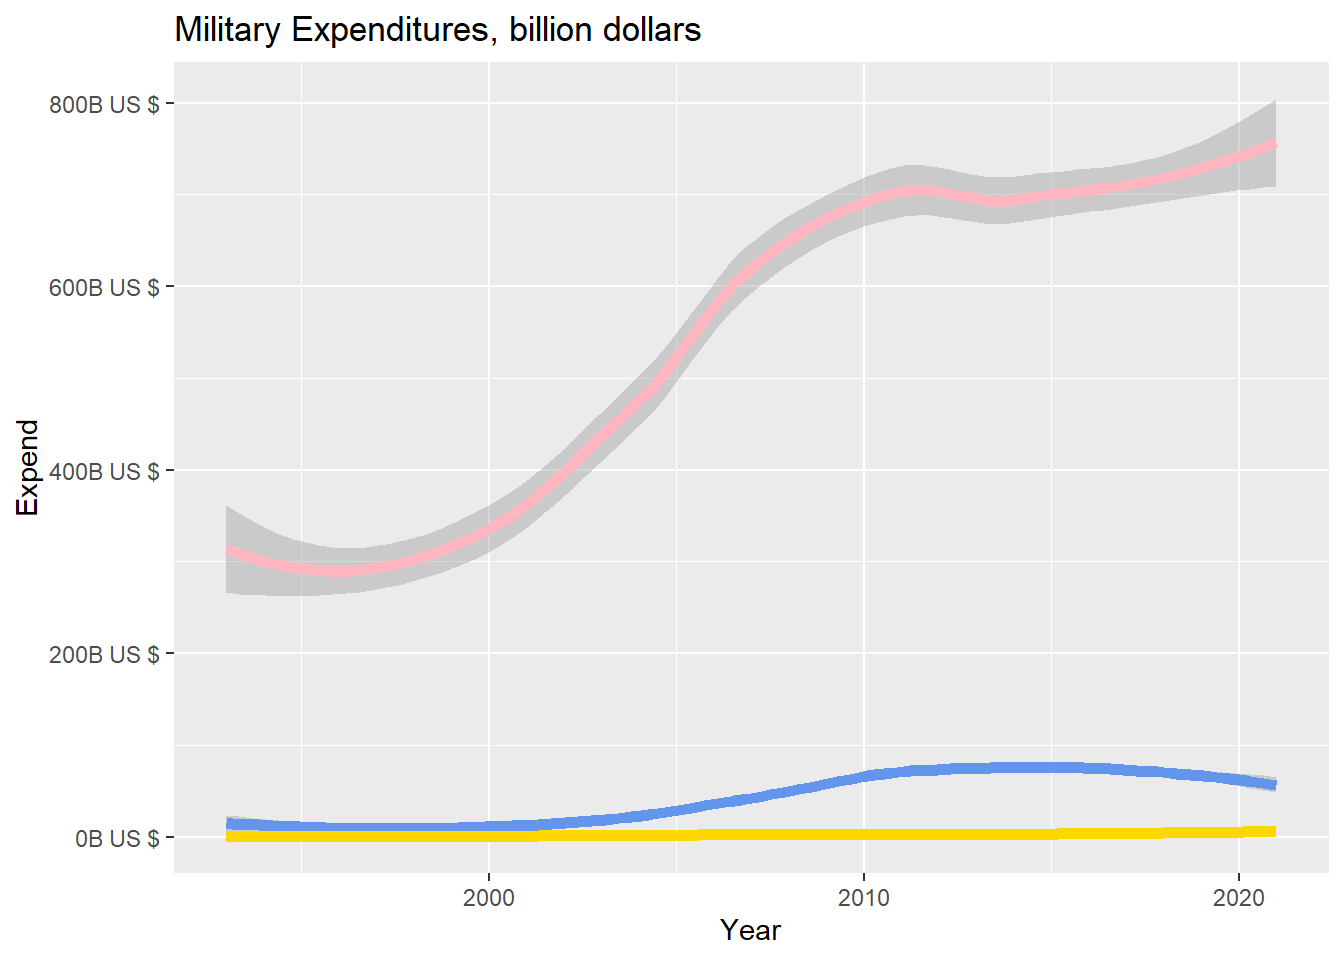 Military Expenditures, billion dollars
800B US $
600B US $
400B US $
200B US $
0B US $
Expend
2000
2010
2020
Year